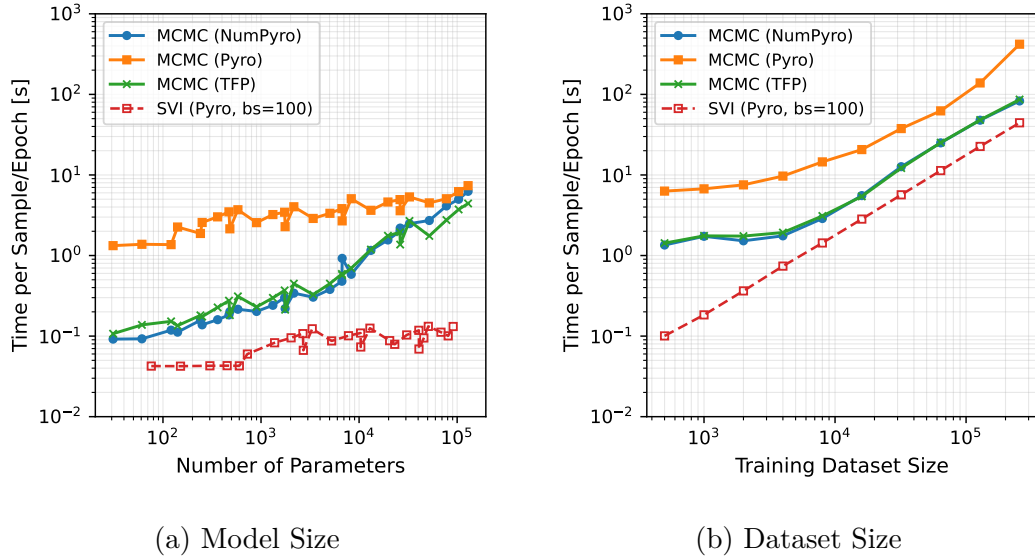 10³
10²
10¹
10⁰
10⁻¹
10⁻²
Time per Sample/Epoch [s]
MCMC (NumPyro)
MCMC (Pyro)
MCMC (TFP)
SVI (Pyro, bs=100)
10² 10³ 10⁴ 10⁵
Number of Parameters
(a) Model Size
10³
10²
10¹
10⁰
10⁻¹
10⁻²
Time per Sample/Epoch [s]
MCMC (NumPyro)
MCMC (Pyro)
MCMC (TFP)
SVI (Pyro, bs=100)
10³ 10⁴ 10⁵
Training Dataset Size
(b) Dataset Size